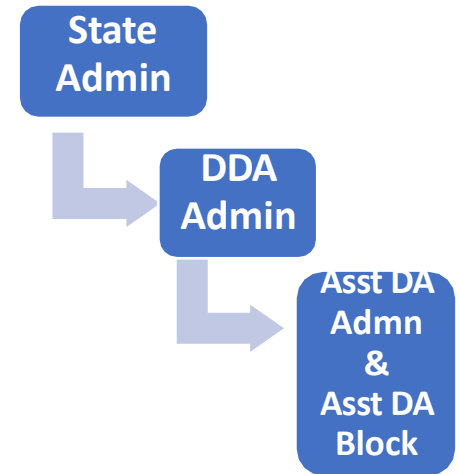 State
Admin
DDA
Admin
Asst DA
Admn
&
Asst DA
Block